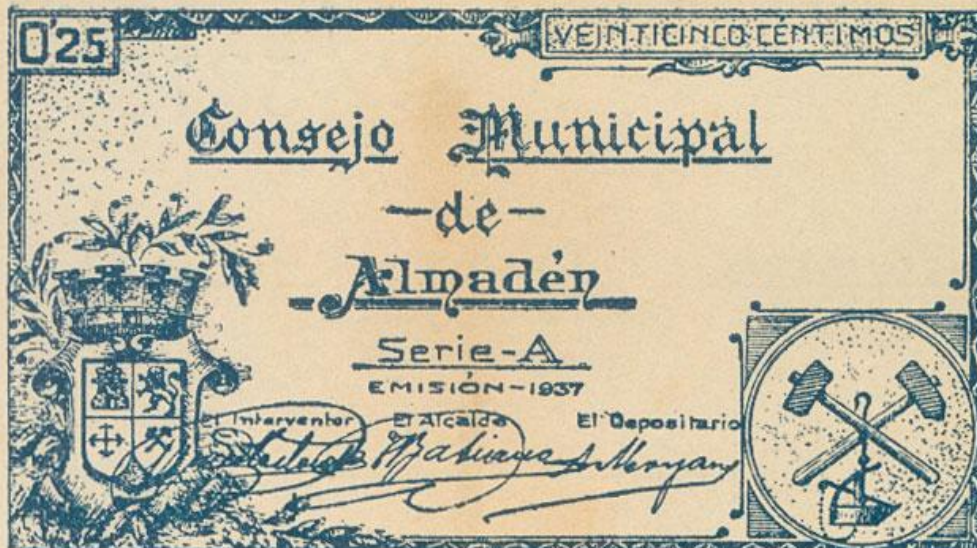 0'25
VEINTICINCO CÉNTIMOS
Consejo Municipal
-de-
Almadén
Serie-A
EMISIÓN-1937
El Interventor El Alcalde El Depositario